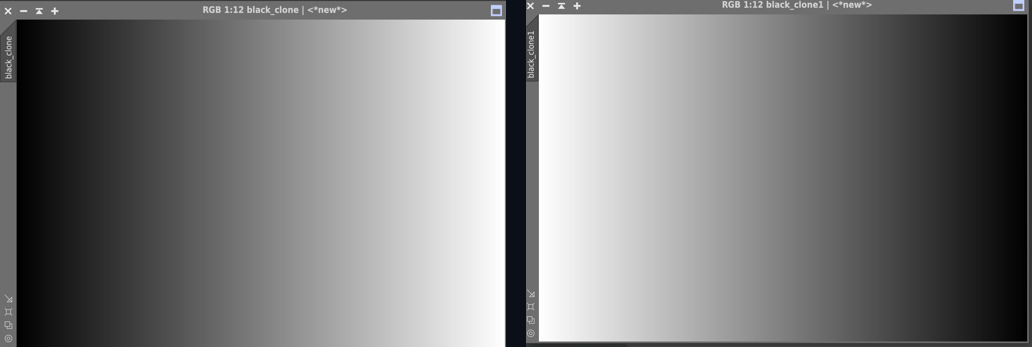 RGB 1:12 black_clone | <*new*>
black_clone
RGB 1:12 black_clone1 | <*new*>
black_clone1